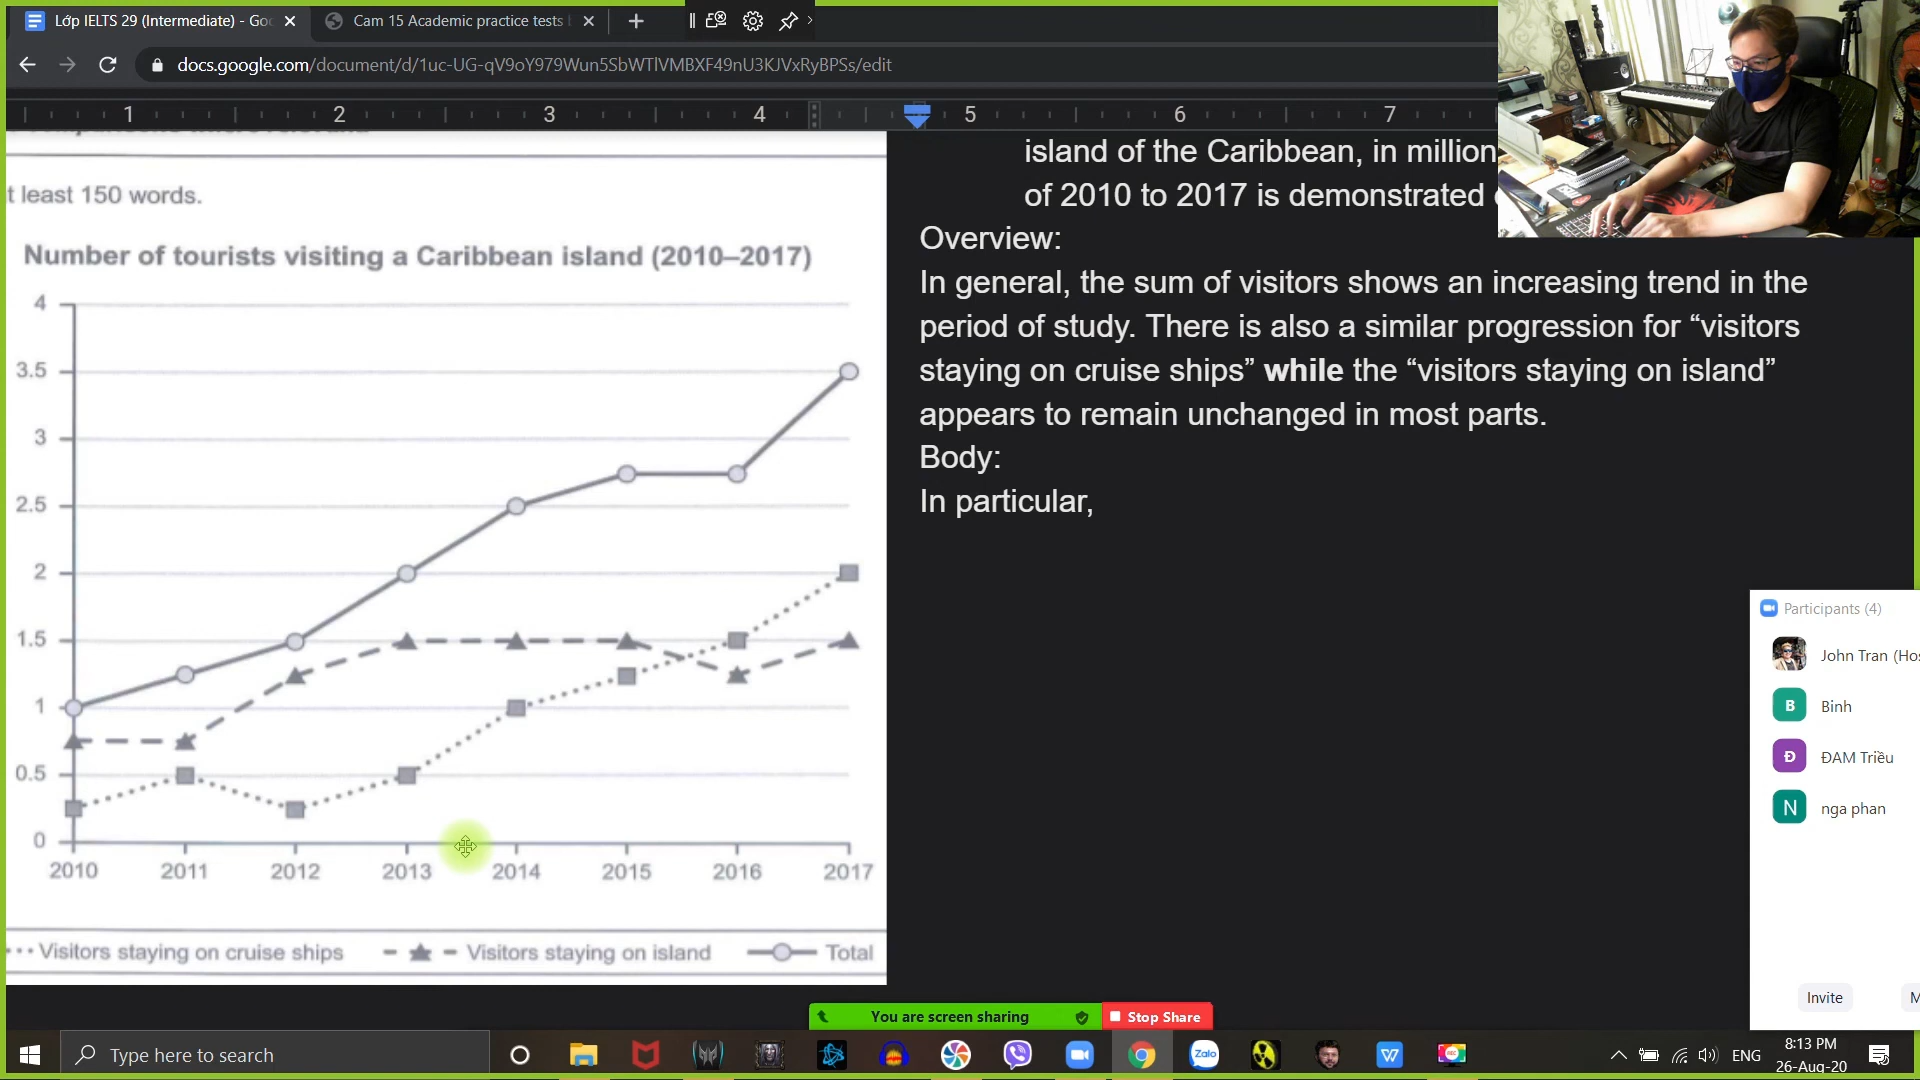 Lớp IELTS 29 (Intermediate) - Goo
Cam 15 Academic practice tests
docs.google.com/document/d/1uc-UG-qV9oY979Wun5SbWTlVMBXF49nU3KJVxRyBPSs/edit
1 2 3 4 5 6 7
t least 150 words.
Number of tourists visiting a Caribbean island (2010–2017)
4
3.5
3
2.5
2
1.5
1
0.5
0
2010 2011 2012 2013 2014 2015 2016 2017
Visitors staying on cruise ships Visitors staying on island Total
island of the Caribbean, in million
of 2010 to 2017 is demonstrated
Overview:
In general, the sum of visitors shows an increasing trend in the
period of study. There is also a similar progression for “visitors
staying on cruise ships” while the “visitors staying on island”
appears to remain unchanged in most parts.
Body:
In particular,
Participants (4)
John Tran (Hos
B Binh
Đ ĐAM Triều
N nga phan
Invite M
You are screen sharing Stop Share
Type here to search
Zalo
W
REC
ENG
8:13 PM
26-Aug-20